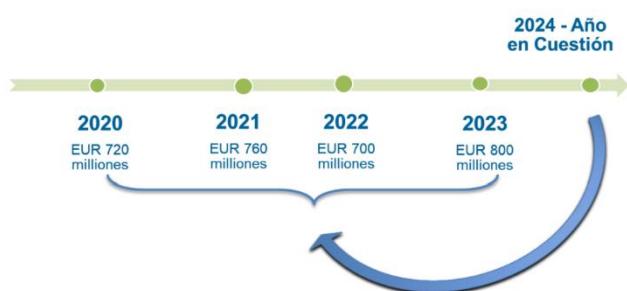 2024 - Año
en Cuestión
2020
EUR 720
milliones
2021
EUR 760
milliones
2022
EUR 700
milliones
2023
EUR 800
milliones